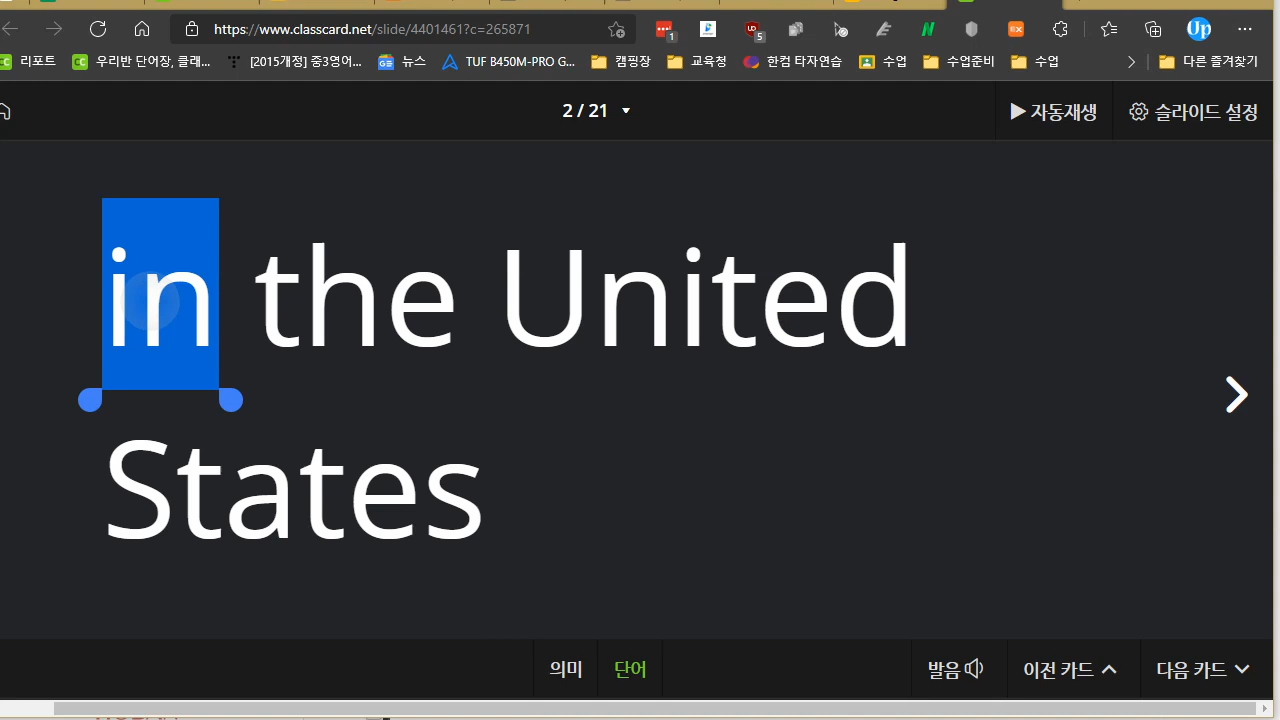 https://www.classcard.net/slide/4401461?c=265871
1
5
EX
Up
리포트
우리반 단어장, 클래...
[2015개정] 중3영어...
뉴스
TUF B450M-PRO G...
캠핑장
교육청
한컴 타자연습
수업
수업준비
수업
다른 즐겨찾기
2 / 21
자동재생
슬라이드 설정
in the United
States
의미
단어
발음
이전 카드
다음 카드